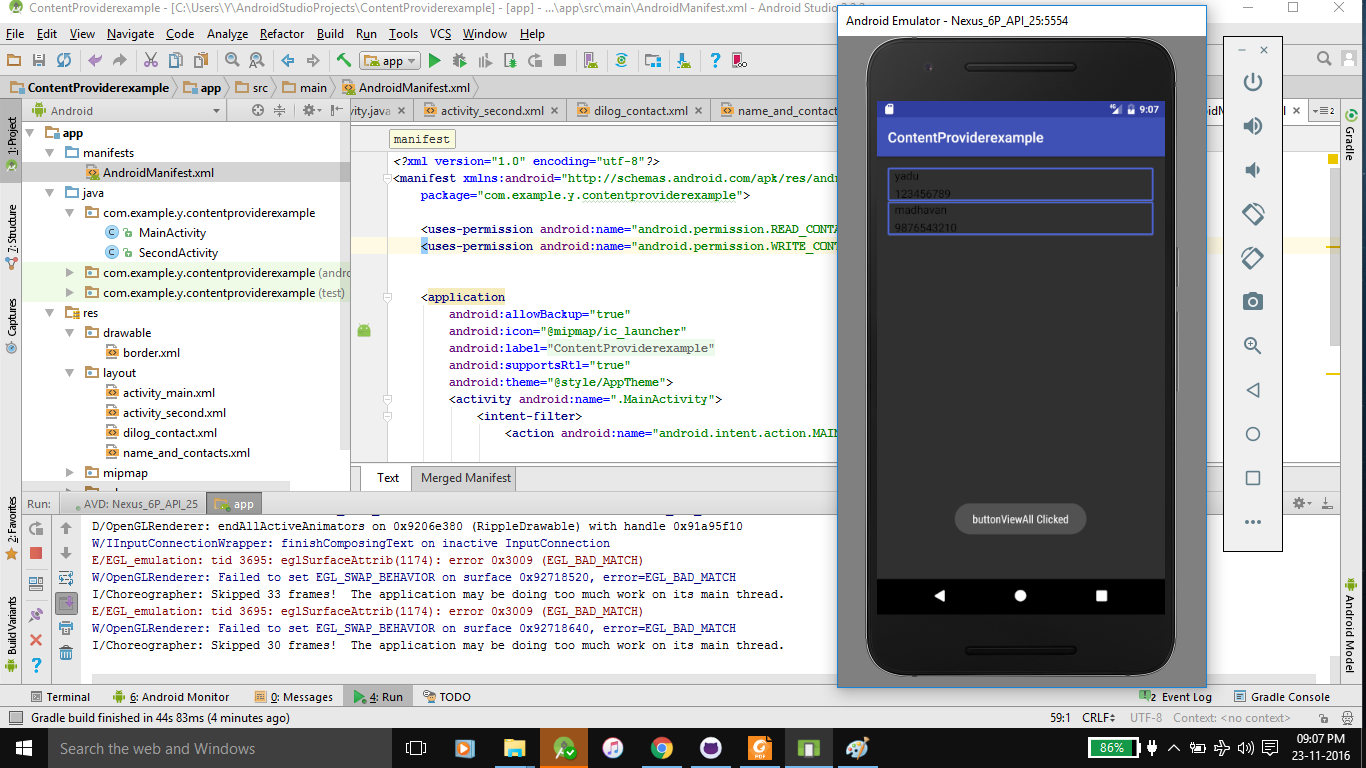 ContentProviderexample - [C:\Users\Y\AndroidStudioProjects\ContentProviderexample] - [app] - ...\app\src\main\AndroidManifest.xml - Android Studio
File Edit View Navigate Code Analyze Refactor Build Run Tools VCS Window Help
app
ContentProviderexample app src main AndroidManifest.xml
Android
vity.java activity_second.xml dilog_contact.xml name_and_contac
1: Project
7: Structure
Captures
2: Favorites
Build Variants
app
manifests
AndroidManifest.xml
java
com.example.y.contentproviderexample
MainActivity
SecondActivity
com.example.y.contentproviderexample (andro
com.example.y.contentproviderexample (test)
res
drawable
border.xml
layout
activity_main.xml
activity_second.xml
dilog_contact.xml
name_and_contacts.xml
mipmap
manifest
<?xml version="1.0" encoding="utf-8"?>
<manifest xmlns:android="http://schemas.android.com/apk/res/andr
package="com.example.y.contentproviderexample">
<uses-permission android:name="android.permission.READ_CONTA
<uses-permission android:name="android.permission.WRITE_CONT
<application
android:allowBackup="true"
android:icon="@mipmap/ic_launcher"
android:label="ContentProviderexample"
android:supportsRtl="true"
android:theme="@style/AppTheme">
<activity android:name=".MainActivity">
<intent-filter>
<action android:name="android.intent.action.MAIN
Text Merged Manifest
Android Emulator - Nexus_6P_API_25:5554
9:07
ContentProviderexample
yadu
123456789
madhavan
9876543210
buttonViewAll Clicked
Gradle
Android Model
Run: AVD: Nexus_6P_API_25 app
D/OpenGLRenderer: endAllActiveAnimators on 0x9206e380 (RippleDrawable) with handle 0x91a95f10
W/IInputConnectionWrapper: finishComposingText on inactive InputConnection
E/EGL_emulation: tid 3695: eglSurfaceAttrib(1174): error 0x3009 (EGL_BAD_MATCH)
W/OpenGLRenderer: Failed to set EGL_SWAP_BEHAVIOR on surface 0x92718520, error=EGL_BAD_MATCH
I/Choreographer: Skipped 33 frames!  The application may be doing too much work on its main thread.
E/EGL_emulation: tid 3695: eglSurfaceAttrib(1174): error 0x3009 (EGL_BAD_MATCH)
W/OpenGLRenderer: Failed to set EGL_SWAP_BEHAVIOR on surface 0x92718640, error=EGL_BAD_MATCH
I/Choreographer: Skipped 30 frames!  The application may be doing too much work on its main thread.
Terminal 6: Android Monitor 0: Messages 4: Run TODO 2 Event Log Gradle Console
Gradle build finished in 44s 83ms (4 minutes ago) 59:1 CRLF UTF-8 Context: <no context>
Search the web and Windows
86%
09:07 PM
23-11-2016